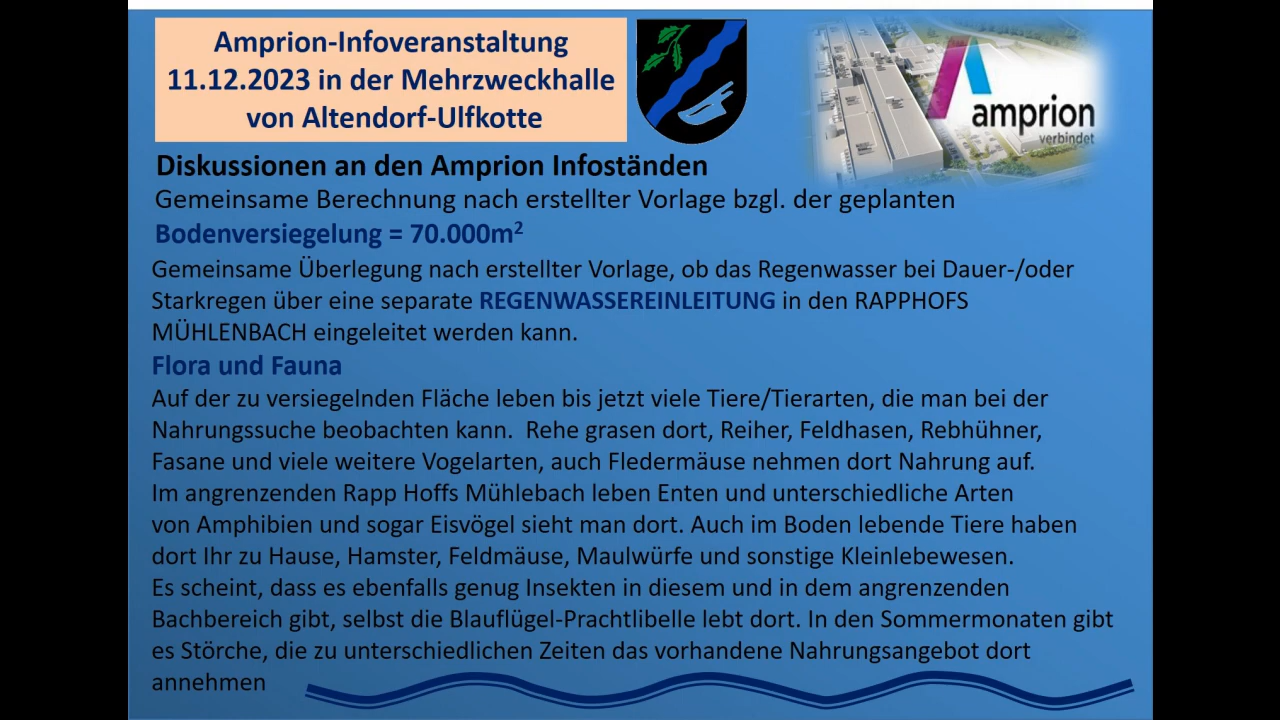 Amprion-Infoveranstaltung
11.12.2023 in der Mehrzweckhalle
von Altendorf-Ulfkotte
amprion
verbindet
Diskussionen an den Amprion Infoständen
Gemeinsame Berechnung nach erstellter Vorlage bzgl. der geplanten
Bodenversiegelung = 70.000m²
Gemeinsame Überlegung nach erstellter Vorlage, ob das Regenwasser bei Dauer-/oder
Starkregen über eine separate REGENWASSEREINLEITUNG in den RAPPHOFS
MÜHLENBACH eingeleitet werden kann.
Flora und Fauna
Auf der zu versiegelnden Fläche leben bis jetzt viele Tiere/Tierarten, die man bei der
Nahrungssuche beobachten kann.  Rehe grasen dort, Reiher, Feldhasen, Rebhühner,
Fasane und viele weitere Vogelarten, auch Fledermäuse nehmen dort Nahrung auf.
Im angrenzenden Rapp Hoffs Mühlebach leben Enten und unterschiedliche Arten
von Amphibien und sogar Eisvögel sieht man dort. Auch im Boden lebende Tiere haben
dort Ihr zu Hause, Hamster, Feldmäuse, Maulwürfe und sonstige Kleinlebewesen.
Es scheint, dass es ebenfalls genug Insekten in diesem und in dem angrenzenden
Bachbereich gibt, selbst die Blauflügel-Prachtlibelle lebt dort. In den Sommermonaten gibt
es Störche, die zu unterschiedlichen Zeiten das vorhandene Nahrungsangebot dort
annehmen